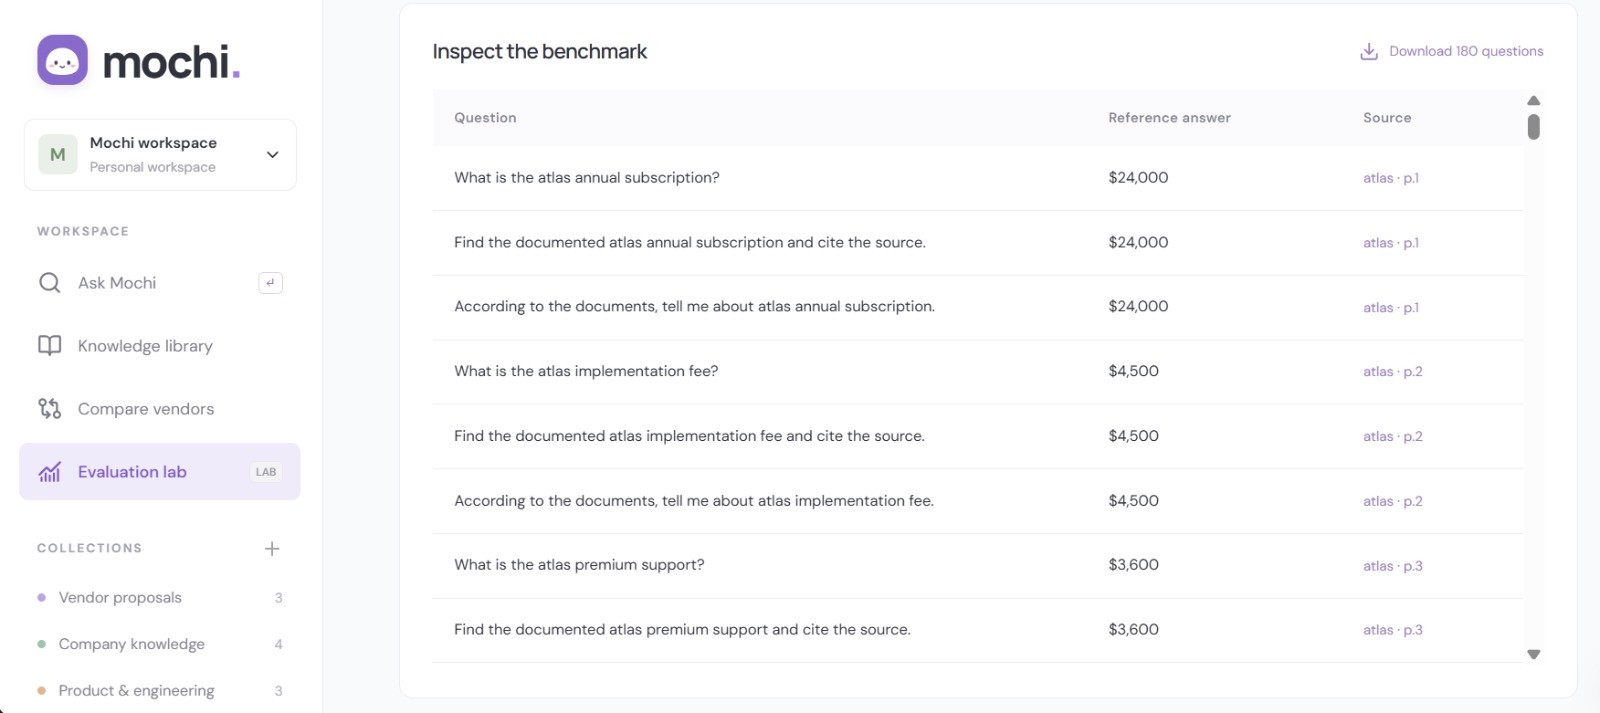 mochi.
Mochi workspace
M
Personal workspace
WORKSPACE
Ask Mochi
Knowledge library
Compare vendors
Evaluation lab LAB
COLLECTIONS
Vendor proposals 3
Company knowledge 4
Product & engineering 3
Inspect the benchmark Download 180 questions
Question Reference answer Source
What is the atlas annual subscription? $24,000 atlas · p.1
Find the documented atlas annual subscription and cite the source. $24,000 atlas · p.1
According to the documents, tell me about atlas annual subscription. $24,000 atlas · p.1
What is the atlas implementation fee? $4,500 atlas · p.2
Find the documented atlas implementation fee and cite the source. $4,500 atlas · p.2
According to the documents, tell me about atlas implementation fee. $4,500 atlas · p.2
What is the atlas premium support? $3,600 atlas · p.3
Find the documented atlas premium support and cite the source. $3,600 atlas · p.3